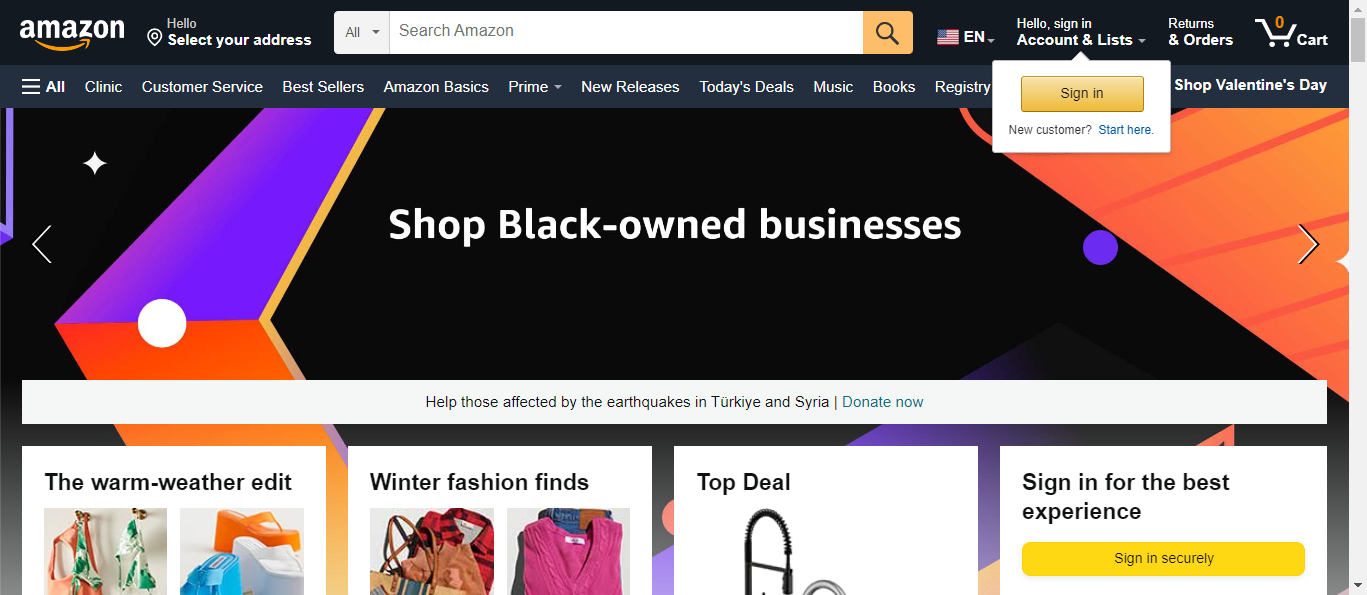 amazon
Hello
Select your address
All
Search Amazon
EN
Hello, sign in
Account & Lists
Returns
& Orders
0
Cart
All
Clinic
Customer Service
Best Sellers
Amazon Basics
Prime
New Releases
Today's Deals
Music
Books
Registry
Shop Valentine's Day
Sign in
New customer? Start here.
Shop Black-owned businesses
Help those affected by the earthquakes in Türkiye and Syria | Donate now
The warm-weather edit
Winter fashion finds
Top Deal
Sign in for the best
experience
Sign in securely